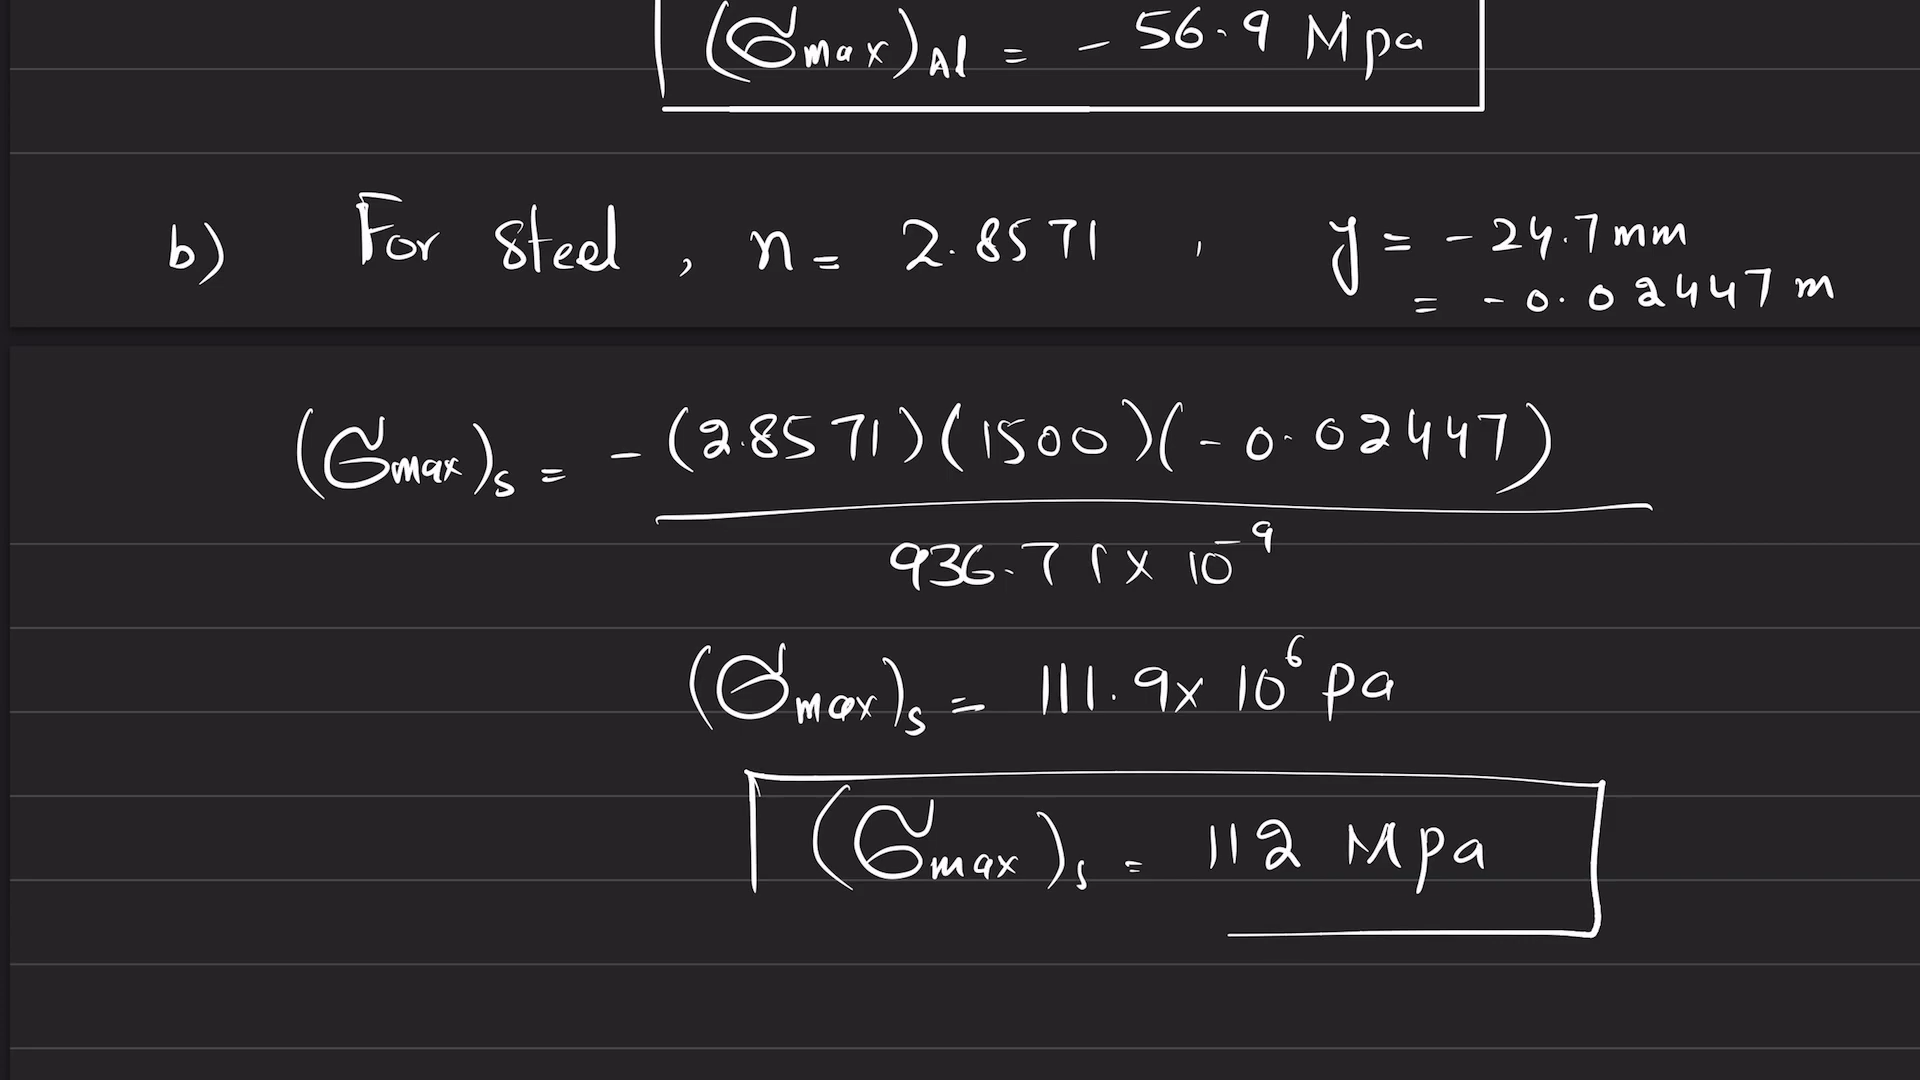 (σmax)Al = - 56.9 Mpa
b) For steel, n = 2.8571, y = - 24.7mm
= - 0.02447 m
(σmax)s = - (2.8571)(1500)(-0.02447)
936.71 x 10^-9
(σmax)s = 111.9x 10^6 pa
(σmax)s = 112 Mpa